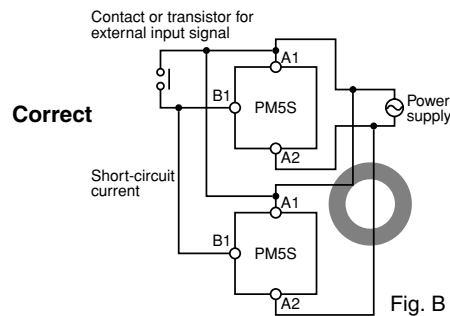 Contact or transistor for
external input signal
A1
B1
PM5S
Power
supply
Correct
A2
Short-circuit
current
A1
B1
PM5S
A2
Fig. B